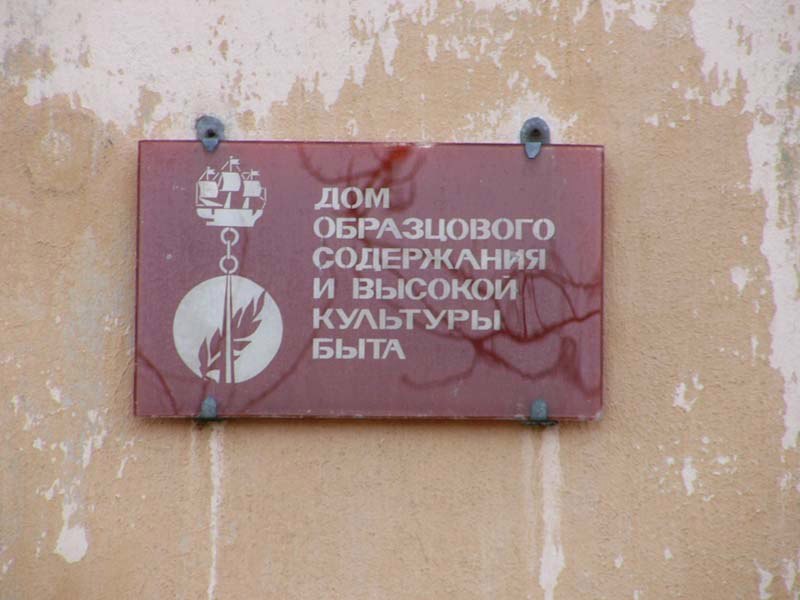 ДОМ
ОБРАЗЦОВОГО
СОДЕРЖАНИЯ
И ВЫСОКОЙ
КУЛЬТУРЫ
БЫТА